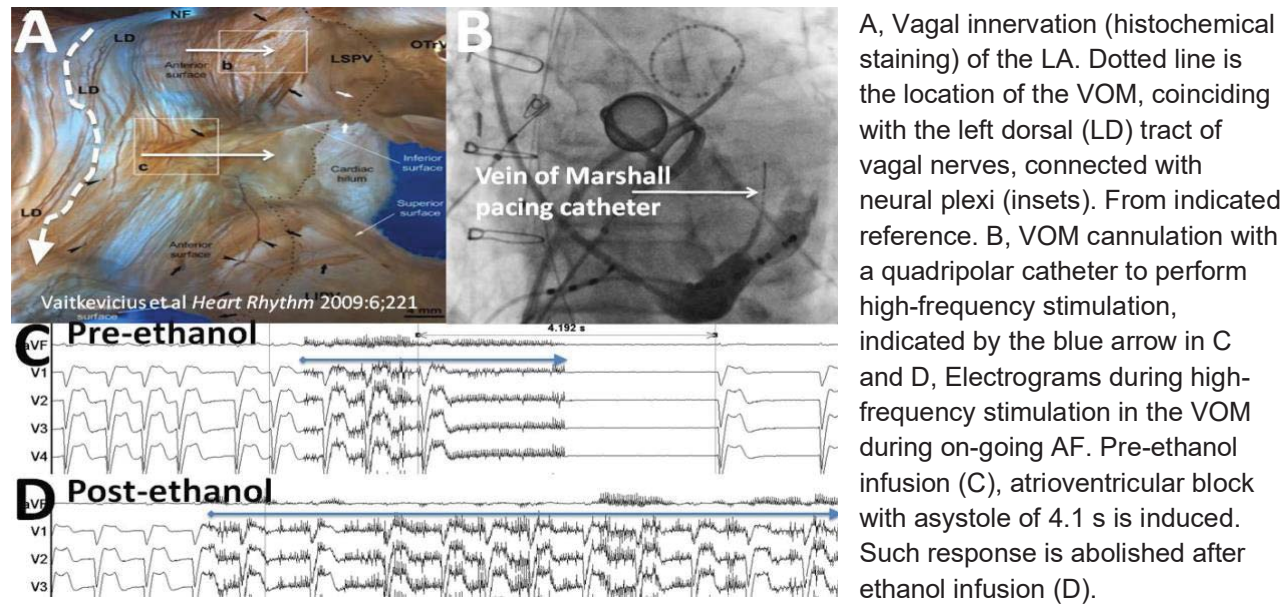 A
NF
LD
Anterior surface
b
LSPV
LD
c
Cardiac hilum
Inferior surface
Superior surface
LD
Anterior surface
Vaitkevicius et al Heart Rhythm 2009:6;221
surface
B
Vein of Marshall
pacing catheter
C Pre-ethanol
4.192 s
aVF
V1
V2
V3
V4
D Post-ethanol
aVF
V1
V2
V3
A, Vagal innervation (histochemical
staining) of the LA. Dotted line is
the location of the VOM, coinciding
with the left dorsal (LD) tract of
vagal nerves, connected with
neural plexi (insets). From indicated
reference. B, VOM cannulation with
a quadripolar catheter to perform
high-frequency stimulation,
indicated by the blue arrow in C
and D, Electrograms during high-
frequency stimulation in the VOM
during on-going AF. Pre-ethanol
infusion (C), atrioventricular block
with asystole of 4.1 s is induced.
Such response is abolished after
ethanol infusion (D).